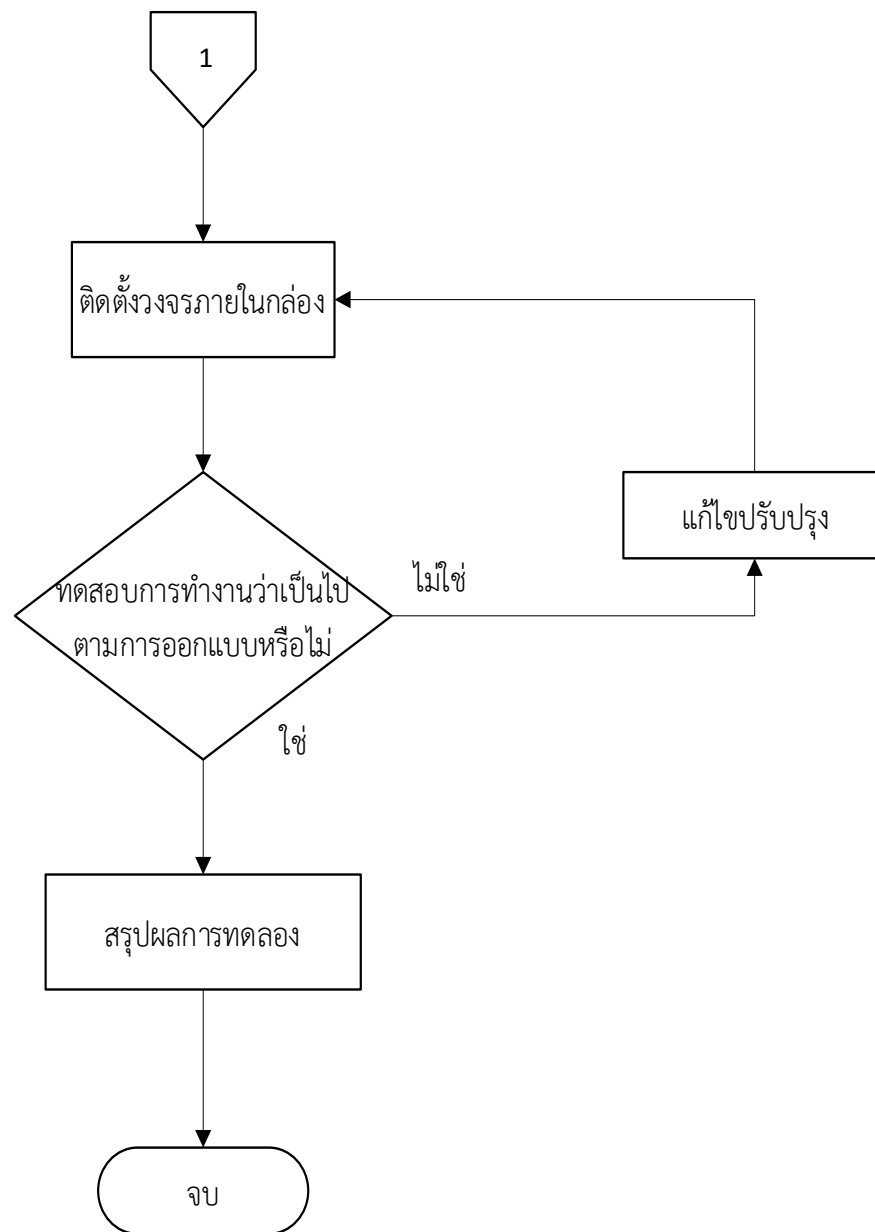 1
ติดตั้งวงจรภายในกล่อง
แก้ไขปรับปรุง
ไม่ใช่
ทดสอบการทำงานว่าเป็นไป
ตามการออกแบบหรือไม่
ใช่
สรุปผลการทดลอง
จบ